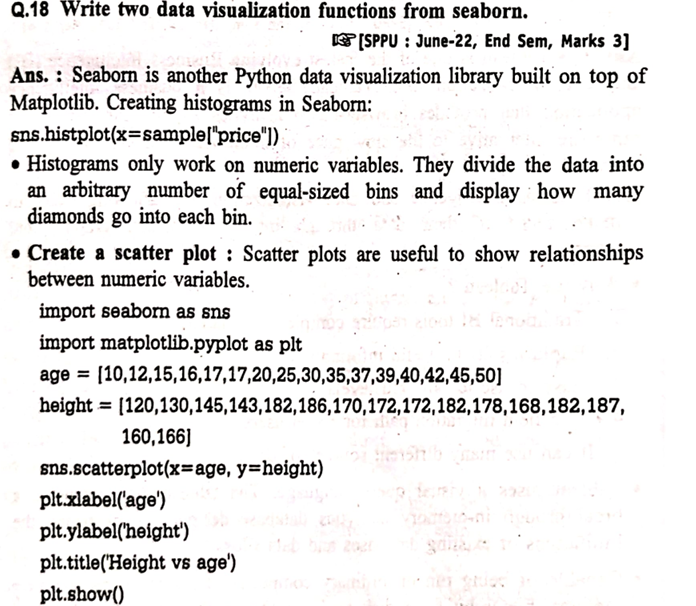 Q.18 Write two data visualization functions from seaborn.
☞ [SPPU : June-22, End Sem, Marks 3]
Ans. : Seaborn is another Python data visualization library built on top of
Matplotlib. Creating histograms in Seaborn:
sns.histplot(x=sample["price"])
• Histograms only work on numeric variables. They divide the data into
an arbitrary number of equal-sized bins and display how many
diamonds go into each bin.
• Create a scatter plot : Scatter plots are useful to show relationships
between numeric variables.
import seaborn as sns
import matplotlib.pyplot as plt
age = [10,12,15,16,17,17,20,25,30,35,37,39,40,42,45,50]
height = [120,130,145,143,182,186,170,172,172,182,178,168,182,187,
160,166]
sns.scatterplot(x=age, y=height)
plt.xlabel('age')
plt.ylabel('height')
plt.title('Height vs age')
plt.show()